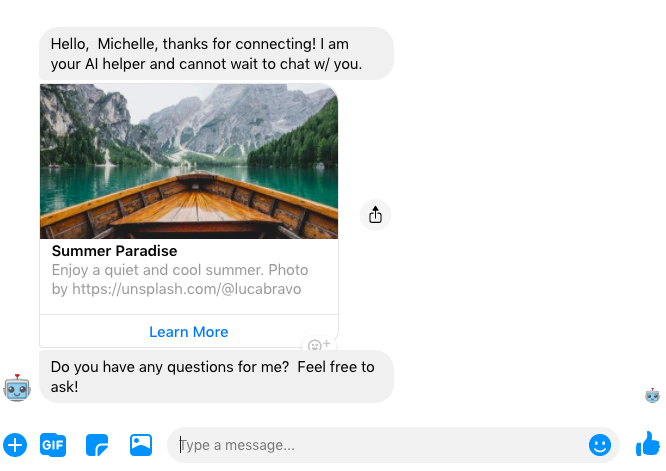 Hello,  Michelle, thanks for connecting! I am
your AI helper and cannot wait to chat w/ you.
Summer Paradise
Enjoy a quiet and cool summer. Photo
by https://unsplash.com/@lucabravo
Learn More
Do you have any questions for me?  Feel free to
ask!
GIF
Type a message...